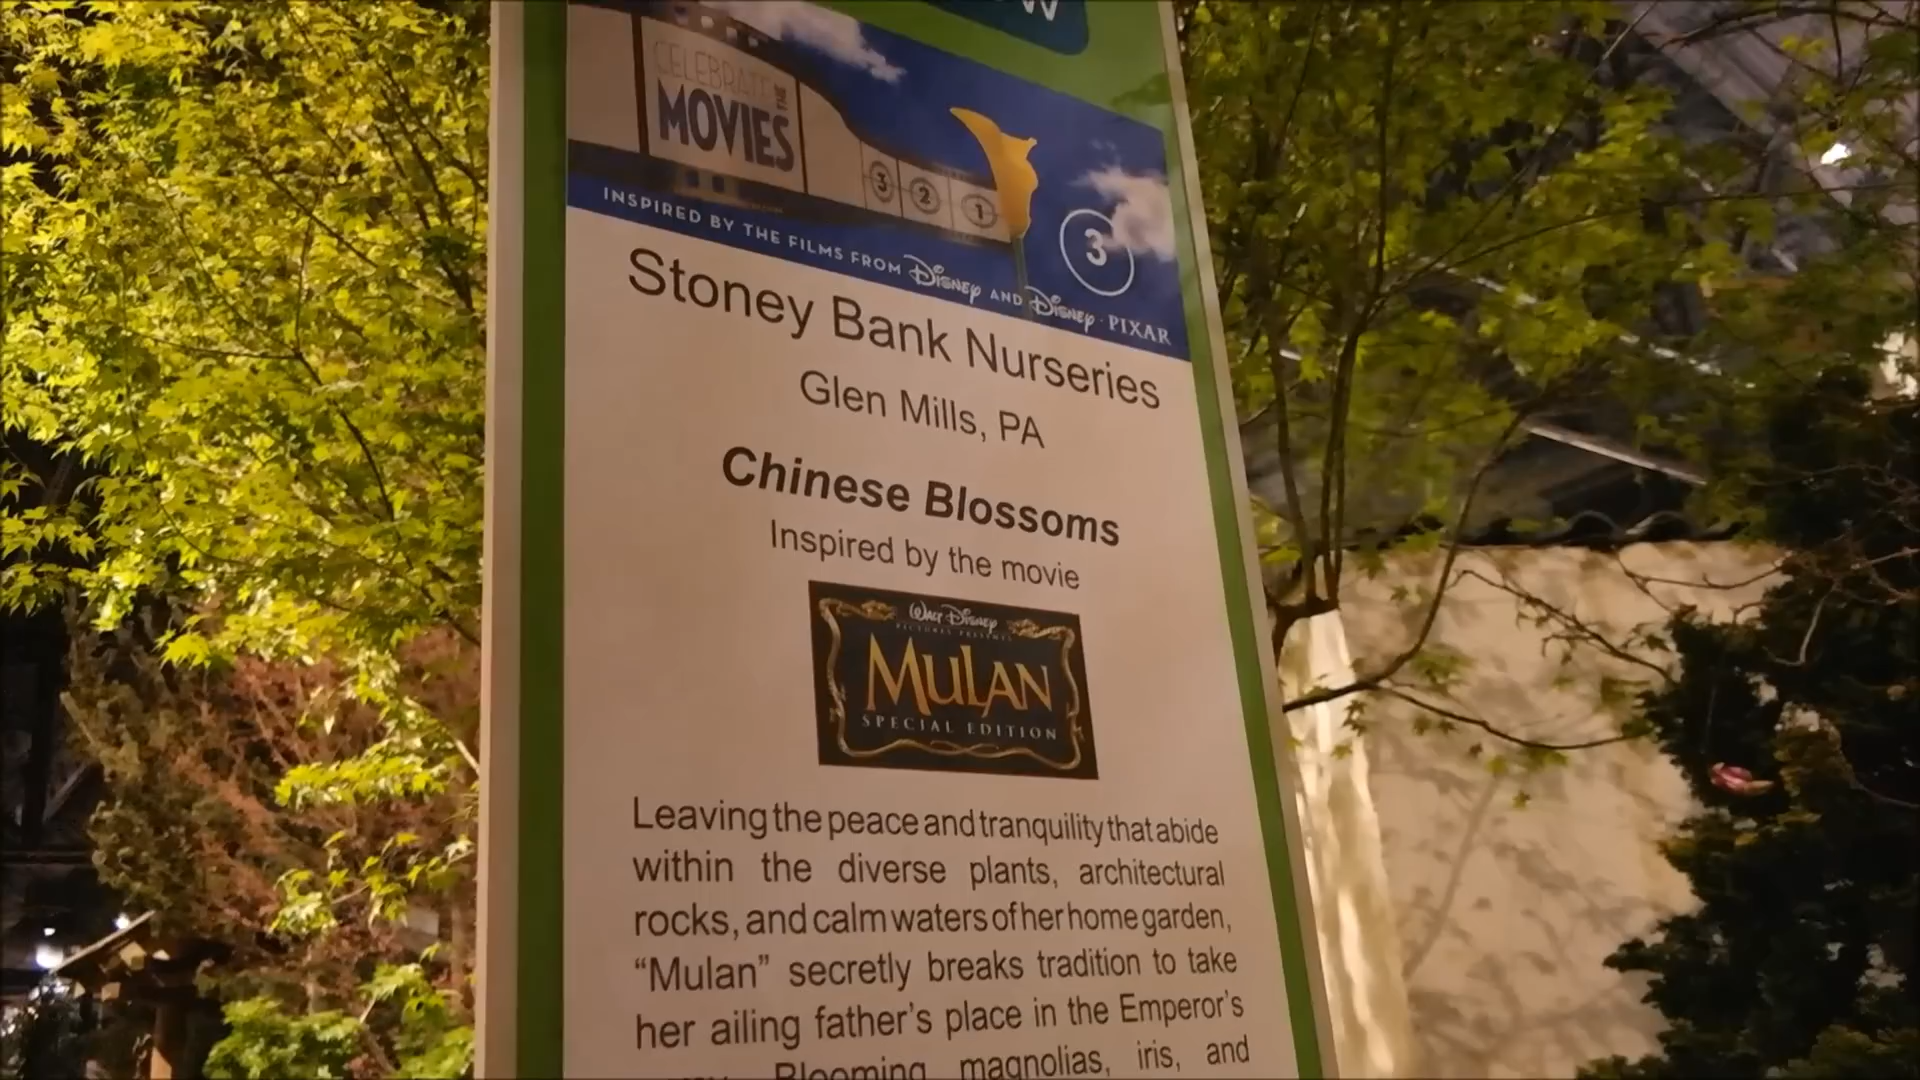 W
CELEBRATE THE
MOVIES
3 2 1
3
INSPIRED BY THE FILMS FROM DISNEY AND DISNEY · PIXAR
Stoney Bank Nurseries
Glen Mills, PA
Chinese Blossoms
Inspired by the movie
WALT DISNEY
PICTURES PRESENTS
MULAN
SPECIAL EDITION
Leaving the peace and tranquility that abide
within the diverse plants, architectural
rocks, and calm waters of her home garden,
“Mulan” secretly breaks tradition to take
her ailing father’s place in the Emperor’s
Blooming magnolias, iris, and